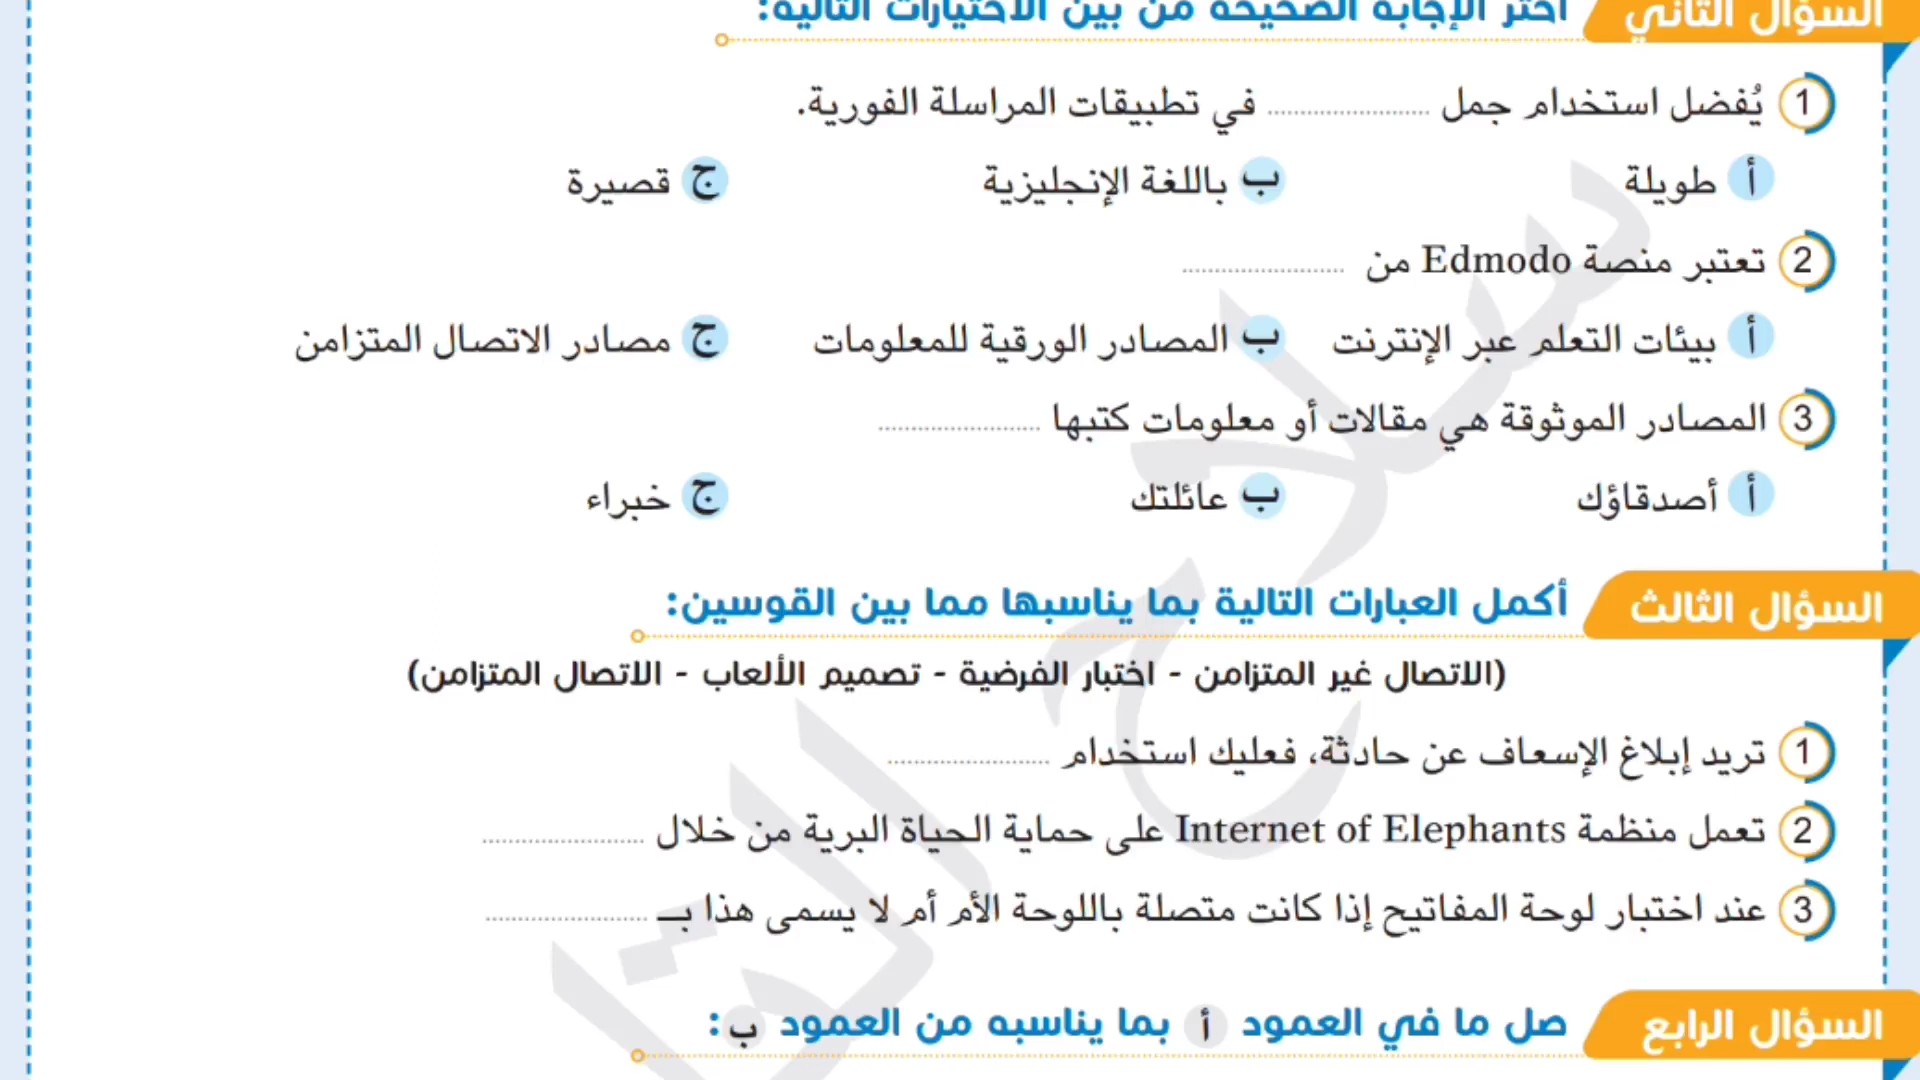 السؤال الثاني اختر الإجابة الصحيحة من بين الاختيارات التالية:
1 يُفضل استخدام جمل .................... في تطبيقات المراسلة الفورية.
أ طويلة ب باللغة الإنجليزية ج قصيرة
2 تعتبر منصة Edmodo من ....................
أ بيئات التعلم عبر الإنترنت ب المصادر الورقية للمعلومات ج مصادر الاتصال المتزامن
3 المصادر الموثوقة هي مقالات أو معلومات كتبها ....................
أ أصدقاؤك ب عائلتك ج خبراء
السؤال الثالث أكمل العبارات التالية بما يناسبها مما بين القوسين:
(الاتصال غير المتزامن - اختبار الفرضية - تصميم الألعاب - الاتصال المتزامن)
1 تريد إبلاغ الإسعاف عن حادثة، فعليك استخدام ....................
2 تعمل منظمة Internet of Elephants على حماية الحياة البرية من خلال ....................
3 عند اختبار لوحة المفاتيح إذا كانت متصلة باللوحة الأم أم لا يسمى هذا بـ ....................
السؤال الرابع صل ما في العمود أ بما يناسبه من العمود ب:
سلاح